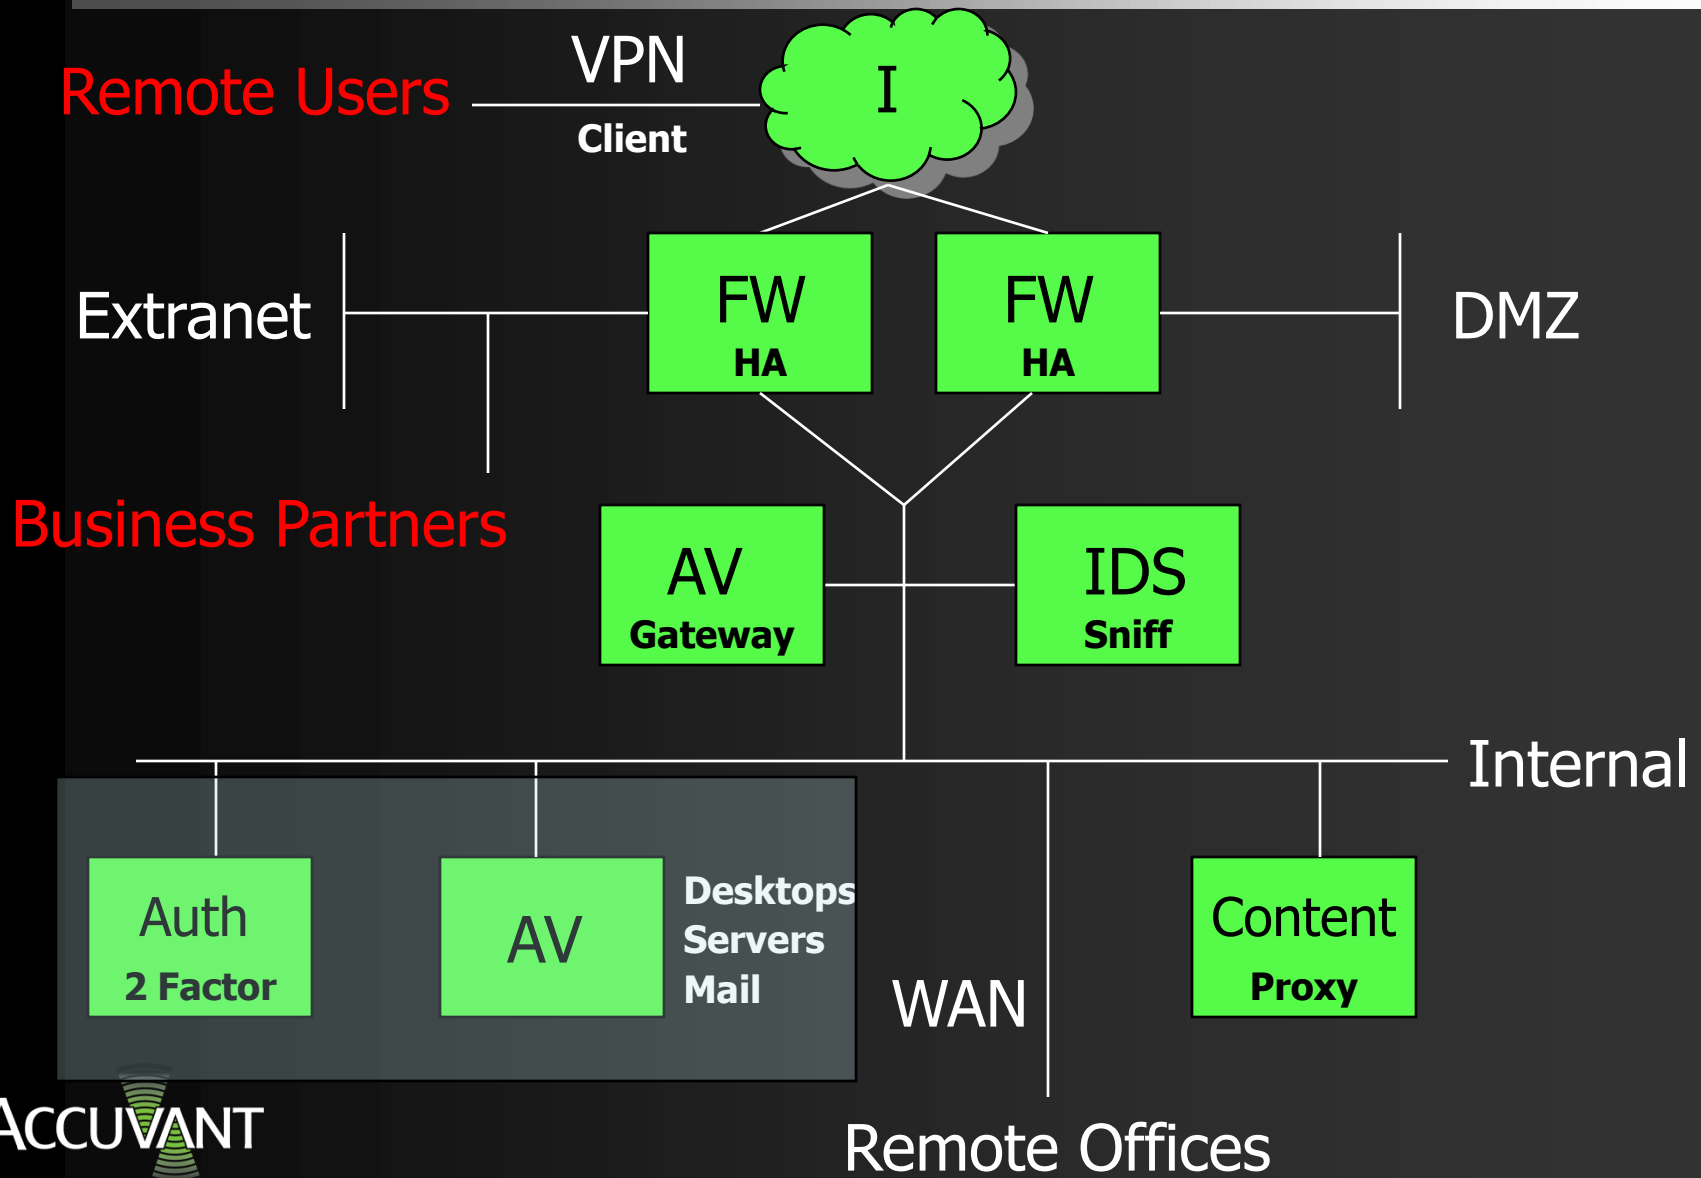 VPN
Remote Users
Client
I
Extranet
FW
HA
FW
HA
DMZ
Business Partners
AV
Gateway
IDS
Sniff
Internal
Auth
2 Factor
AV
Desktops
Servers
Mail
WAN
Content
Proxy
ACCUVANT
Remote Offices